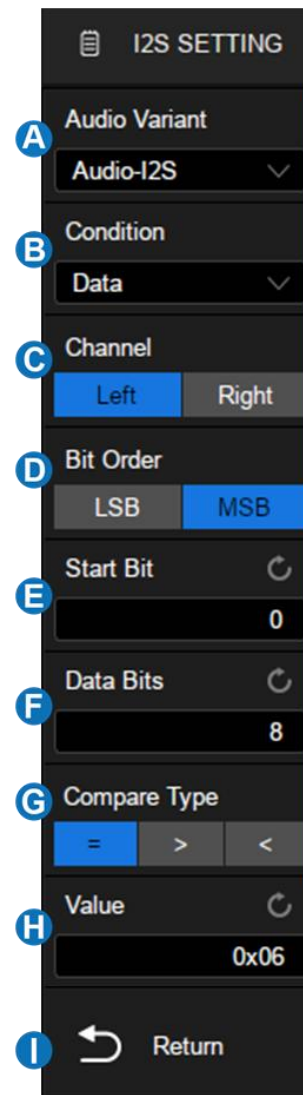 I2S SETTING
A
Audio Variant
Audio-I2S
B
Condition
Data
C
Channel
Left Right
D
Bit Order
LSB MSB
E
Start Bit
0
F
Data Bits
8
G
Compare Type
= > <
H
Value
0x06
I
Return